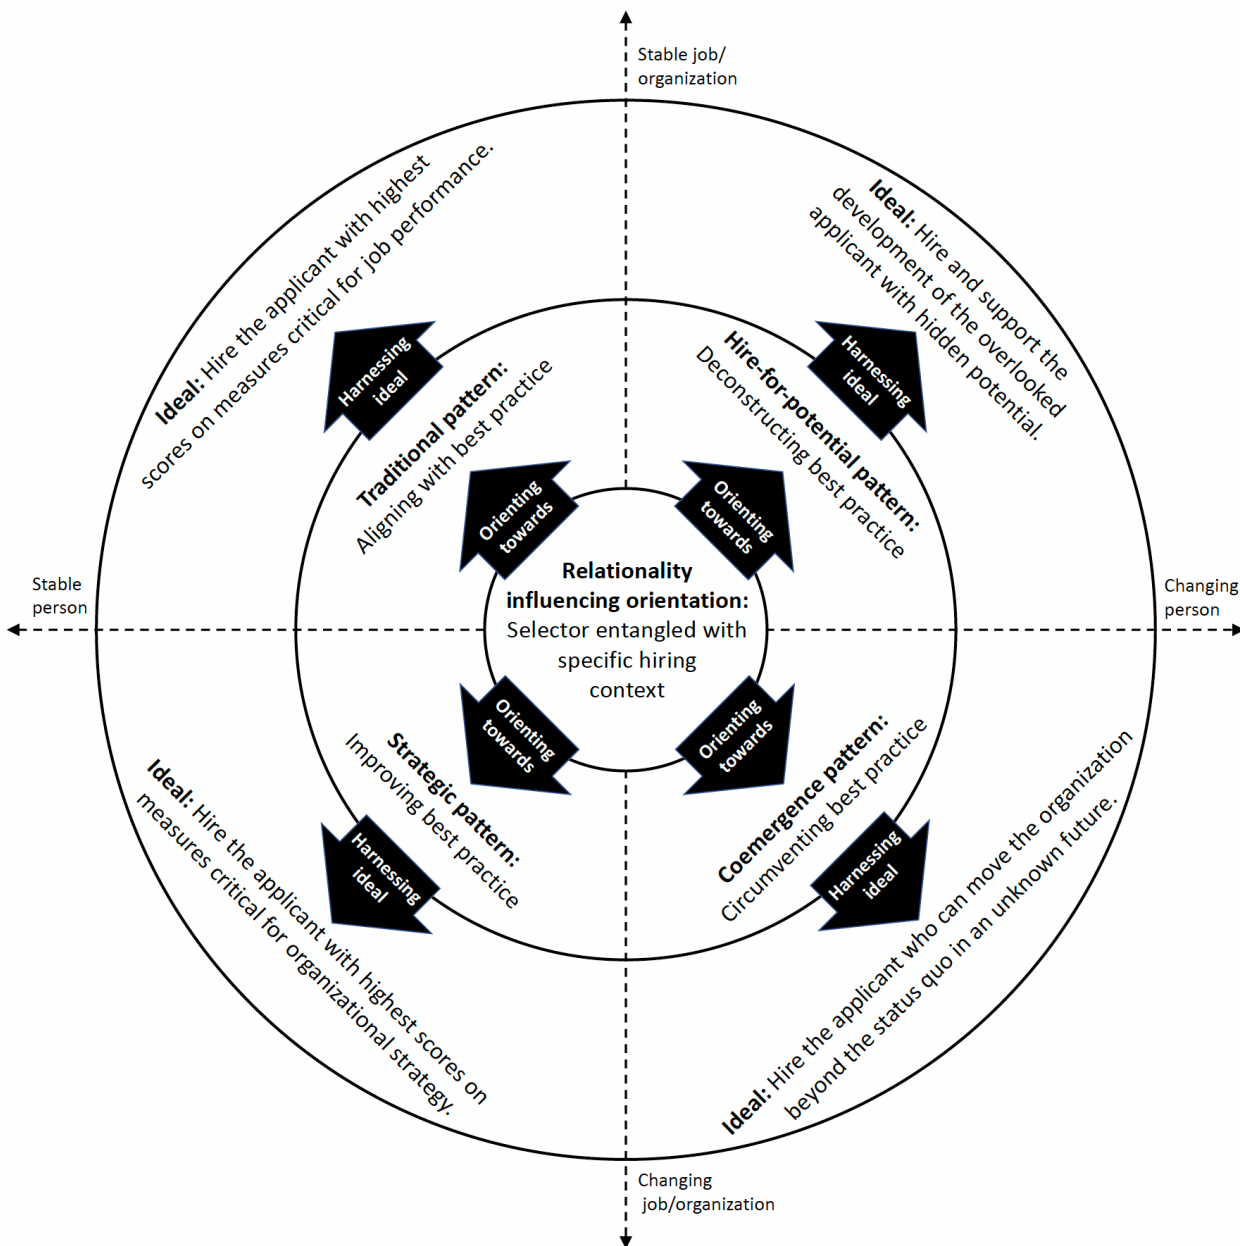 Stable job/
organization
Ideal: Hire the applicant with highest
scores on measures critical for job performance.
Ideal: Hire and support the
development of the overlooked
applicant with hidden potential.
Harnessing
ideal
Harnessing
ideal
Traditional pattern:
Aligning with best practice
Hire-for-potential pattern:
Deconstructing best practice
Orienting
towards
Orienting
towards
Stable
person
Relationality
influencing orientation:
Selector entangled with
specific hiring
context
Changing
person
Orienting
towards
Orienting
towards
Strategic pattern:
Improving best practice
Coemergence pattern:
Circumventing best practice
Harnessing
ideal
Harnessing
ideal
Ideal: Hire the applicant with highest scores on
measures critical for organizational strategy.
Ideal: Hire the applicant who can move the organization
beyond the status quo in an unknown future.
Changing
job/organization